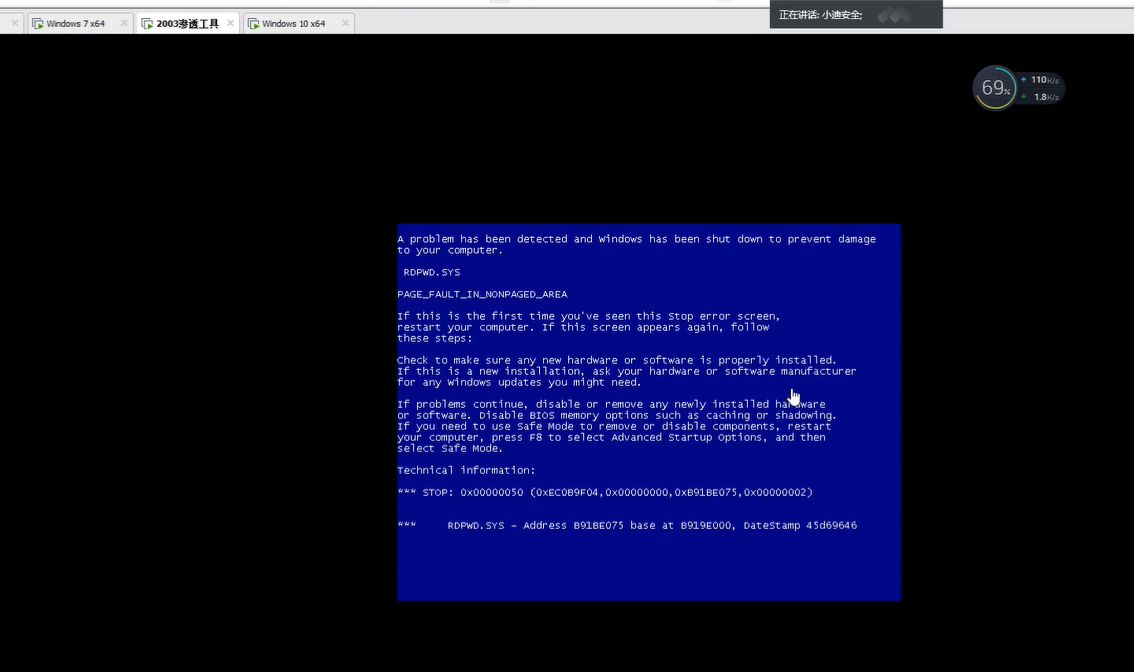 Windows 7 x64
2003渗透工具
Windows 10 x64
正在讲话: 小迪安全;
69%
110K/s
1.8K/s
A problem has been detected and Windows has been shut down to prevent damage
to your computer.
RDPWD.SYS
PAGE_FAULT_IN_NONPAGED_AREA
If this is the first time you've seen this Stop error screen,
restart your computer. If this screen appears again, follow
these steps:
Check to make sure any new hardware or software is properly installed.
If this is a new installation, ask your hardware or software manufacturer
for any Windows updates you might need.
If problems continue, disable or remove any newly installed hardware
or software. Disable BIOS memory options such as caching or shadowing.
If you need to use Safe Mode to remove or disable components, restart
your computer, press F8 to select Advanced Startup Options, and then
select Safe Mode.
Technical information:
*** STOP: 0x00000050 (0xEC0B9F04,0x00000000,0xB91BE075,0x00000002)
*** RDPWD.SYS - Address B91BE075 base at B919E000, DateStamp 45d69646